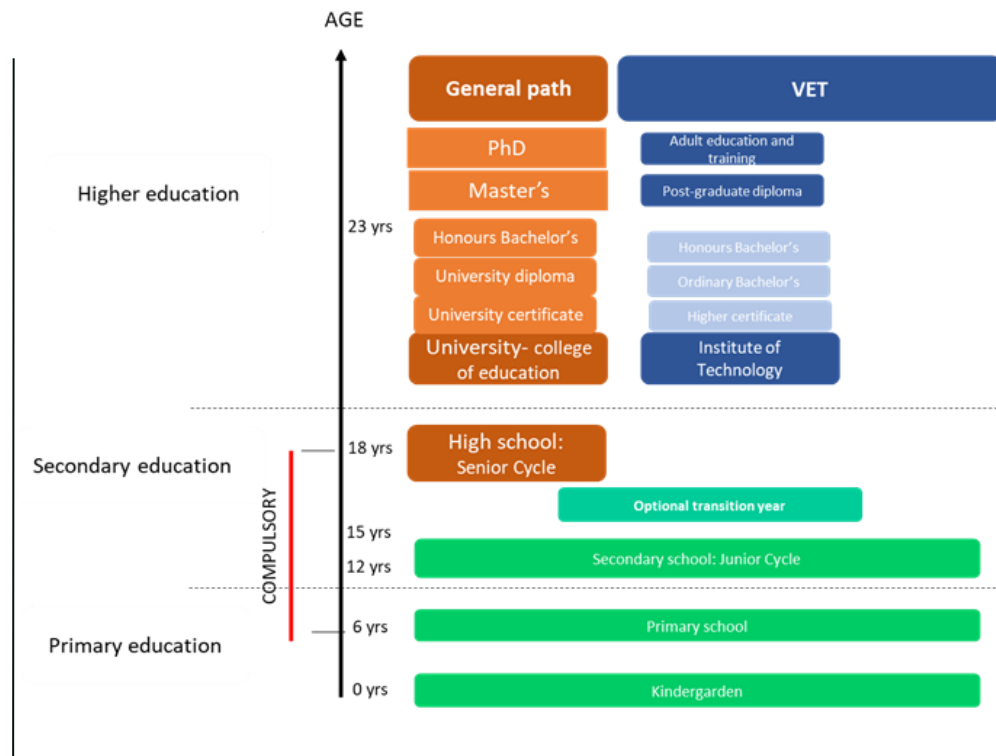 AGE
General path
VET
PhD
Adult education and
training
Higher education
Master's
Post-graduate diploma
23 yrs
Honours Bachelor's
Honours Bachelor's
University diploma
Ordinary Bachelor's
University certificate
Higher certificate
University- college
of education
Institute of
Technology
18 yrs
High school:
Senior Cycle
Secondary education
COMPULSORY
Optional transition year
15 yrs
Secondary school: Junior Cycle
12 yrs
6 yrs
Primary school
Primary education
0 yrs
Kindergarden